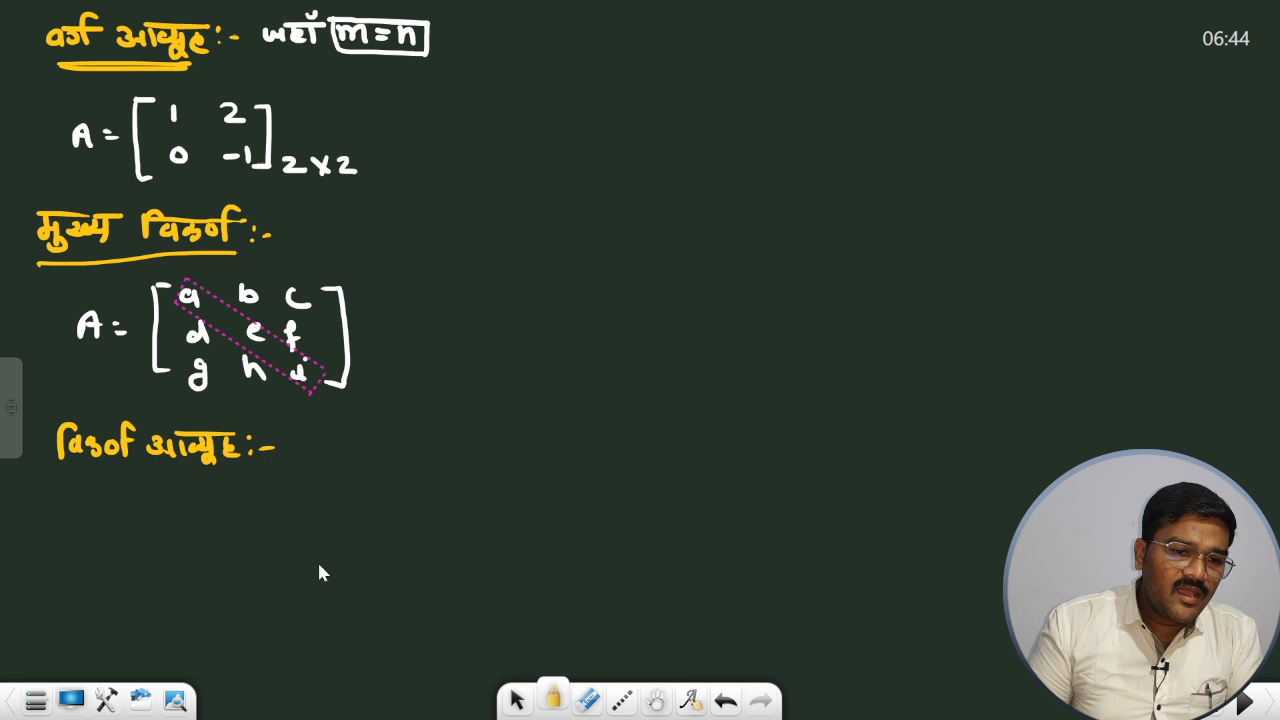 वर्ग आव्यूह :- जहाँ m = n
06:44
A = [ 1 2
0 -1 ] 2 x 2
मुख्य विकर्ण :-
A = [ a b c
d e f
g h i ]
विकर्ण आव्यूह :-